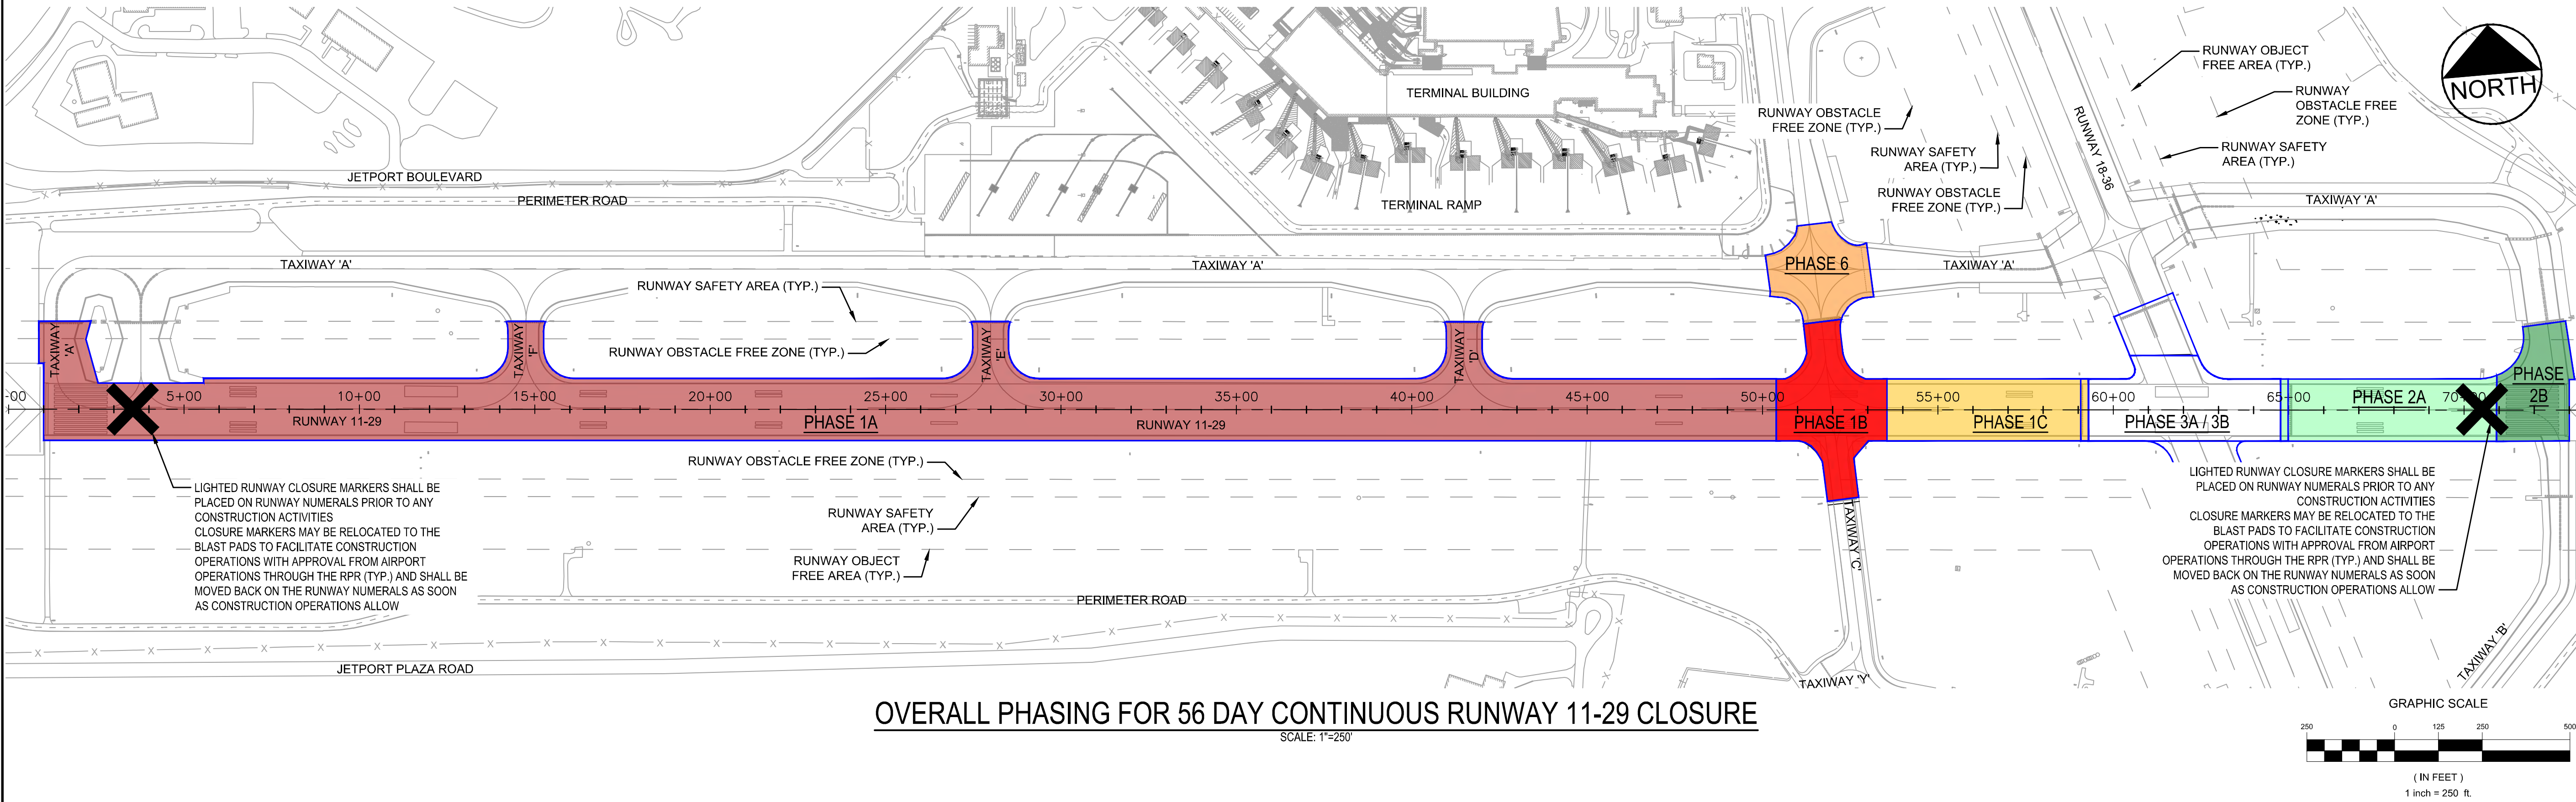 RUNWAY OBJECT
FREE AREA (TYP.)
NORTH
RUNWAY
OBSTACLE FREE
ZONE (TYP.)
TERMINAL BUILDING
RUNWAY OBSTACLE
FREE ZONE (TYP.)
RUNWAY 18-36
RUNWAY SAFETY
AREA (TYP.)
RUNWAY SAFETY
AREA (TYP.)
JETPORT BOULEVARD
PERIMETER ROAD
TERMINAL RAMP
RUNWAY OBSTACLE
FREE ZONE (TYP.)
TAXIWAY 'A'
TAXIWAY 'A'
TAXIWAY 'A'
PHASE 6
TAXIWAY 'A'
RUNWAY SAFETY AREA (TYP.)
RUNWAY OBSTACLE FREE ZONE (TYP.)
TAXIWAY
'A'
TAXIWAY
'F'
TAXIWAY
'E'
TAXIWAY
'D'
PHASE
2B
5+00
10+00
15+00
20+00
25+00
30+00
35+00
40+00
45+00
50+00
55+00
60+00
65+00
PHASE 2A
RUNWAY 11-29
PHASE 1A
RUNWAY 11-29
PHASE 1B
PHASE 1C
PHASE 3A / 3B
RUNWAY OBSTACLE FREE ZONE (TYP.)
LIGHTED RUNWAY CLOSURE MARKERS SHALL BE
PLACED ON RUNWAY NUMERALS PRIOR TO ANY
CONSTRUCTION ACTIVITIES
CLOSURE MARKERS MAY BE RELOCATED TO THE
BLAST PADS TO FACILITATE CONSTRUCTION
OPERATIONS WITH APPROVAL FROM AIRPORT
OPERATIONS THROUGH THE RPR (TYP.) AND SHALL BE
MOVED BACK ON THE RUNWAY NUMERALS AS SOON
AS CONSTRUCTION OPERATIONS ALLOW
RUNWAY SAFETY
AREA (TYP.)
RUNWAY OBJECT
FREE AREA (TYP.)
TAXIWAY 'C'
LIGHTED RUNWAY CLOSURE MARKERS SHALL BE
PLACED ON RUNWAY NUMERALS PRIOR TO ANY
CONSTRUCTION ACTIVITIES
CLOSURE MARKERS MAY BE RELOCATED TO THE
BLAST PADS TO FACILITATE CONSTRUCTION
OPERATIONS WITH APPROVAL FROM AIRPORT
OPERATIONS THROUGH THE RPR (TYP.) AND SHALL BE
MOVED BACK ON THE RUNWAY NUMERALS AS SOON
AS CONSTRUCTION OPERATIONS ALLOW
PERIMETER ROAD
JETPORT PLAZA ROAD
TAXIWAY 'Y'
TAXIWAY 'B'
OVERALL PHASING FOR 56 DAY CONTINUOUS RUNWAY 11-29 CLOSURE
SCALE: 1"=250'
GRAPHIC SCALE
250 0 125 250 500
( IN FEET )
1 inch = 250 ft.